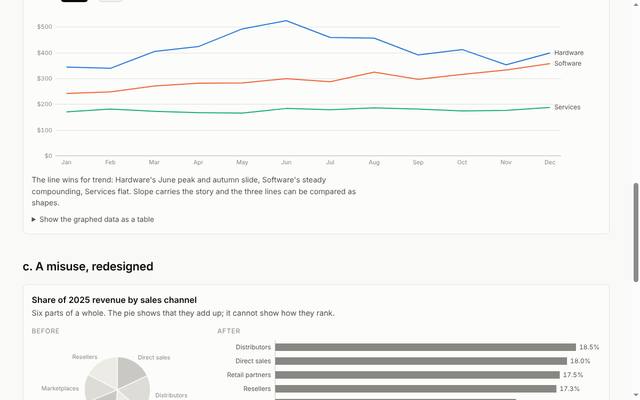 $500
$400
$300
$200
$100
$0
Hardware
Software
Services
Jan Feb Mar Apr May Jun Jul Aug Sep Oct Nov Dec
The line wins for trend: Hardware's June peak and autumn slide, Software's steady
compounding, Services flat. Slope carries the story and the three lines can be compared as
shapes.
Show the graphed data as a table
c. A misuse, redesigned
Share of 2025 revenue by sales channel
Six parts of a whole. The pie shows that they add up; it cannot show how they rank.
BEFORE
Resellers
Direct sales
Marketplaces
Distributors
AFTER
Distributors 18.5%
Direct sales 18.0%
Retail partners 17.5%
Resellers 17.3%